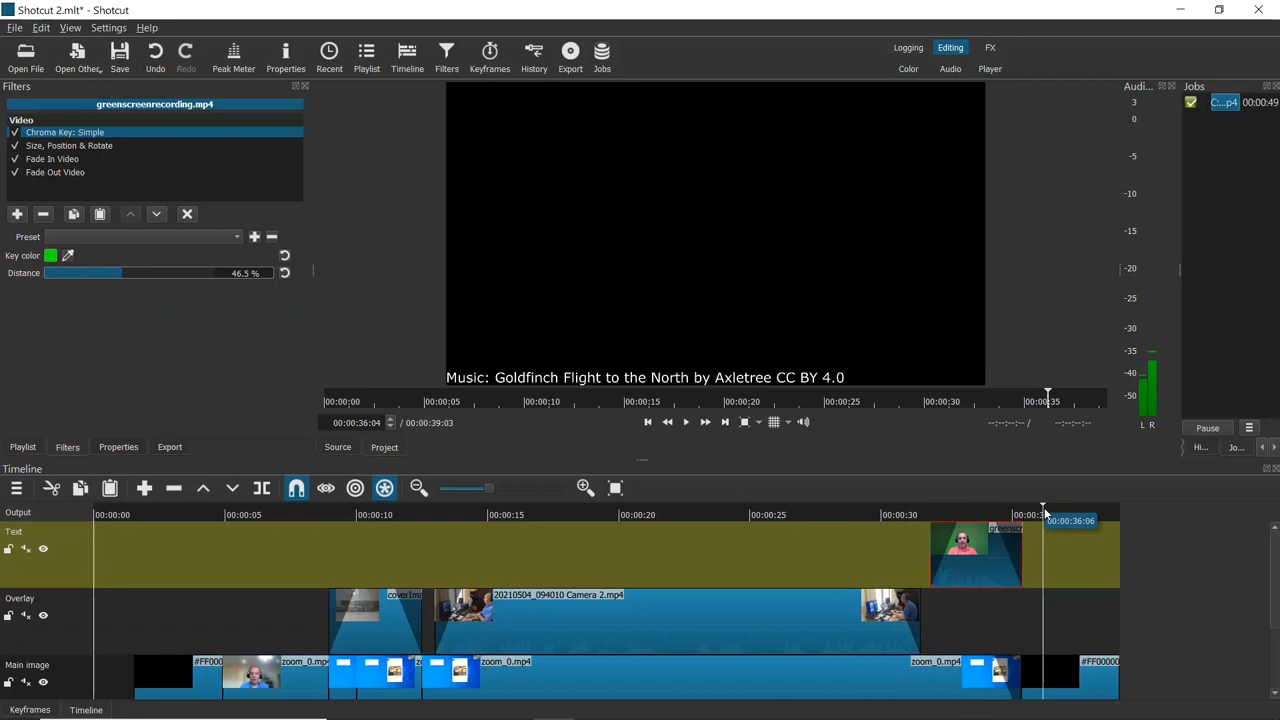 Shotcut 2.mlt* - Shotcut
File Edit View Settings Help
Open File Open Other.. Save Undo Redo Peak Meter Properties Recent Playlist Timeline Filters Keyframes History Export Jobs
Logging Editing FX
Color Audio Player
Filters
greenscreenrecording.mp4
Video
Chroma Key: Simple
Size, Position & Rotate
Fade In Video
Fade Out Video
Preset
Key color
Distance 46.5 %
Music: Goldfinch Flight to the North by Axletree CC BY 4.0
00:00:00 00:00:05 00:00:10 00:00:15 00:00:20 00:00:25 00:00:30 00:00:35
00:00:36:04 / 00:00:39:03
--:--:--:-- / --:--:--:--
Source Project
Audi...
3
0
-5
-10
-15
-20
-25
-30
-35
-40
-50
L R
Jobs
C:...p4 00:00:49
Pause
Hi... Jo...
Playlist Filters Properties Export
Timeline
Output 00:00:00 00:00:05 00:00:10 00:00:15 00:00:20 00:00:25 00:00:30 00:00:3
00:00:36:06
Text
greenscr
Overlay
coverIma
20210504_094010 Camera 2.mp4
Main image
#FF000 zoom_0.mp4 zo zoom_0.mp4 zoom_0.mp4 #FF00000
Keyframes Timeline